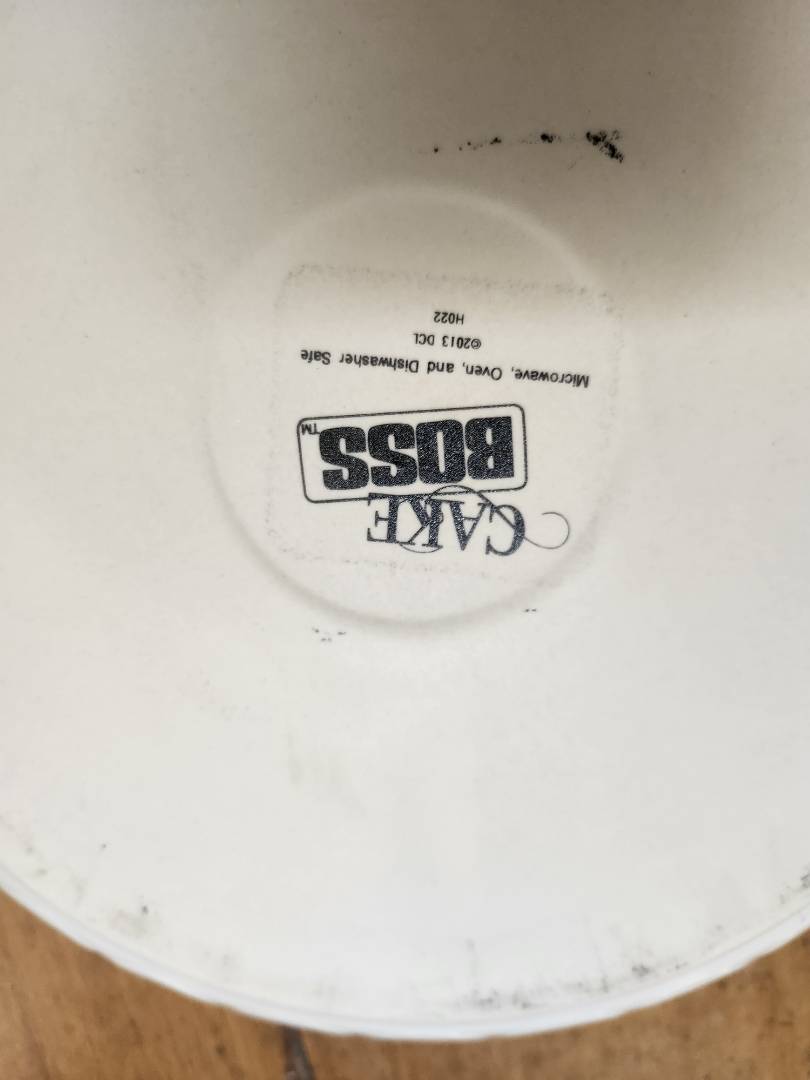 CAKE
BOSS™
Microwave, Oven, and Dishwasher Safe
©2013 DCL
H022